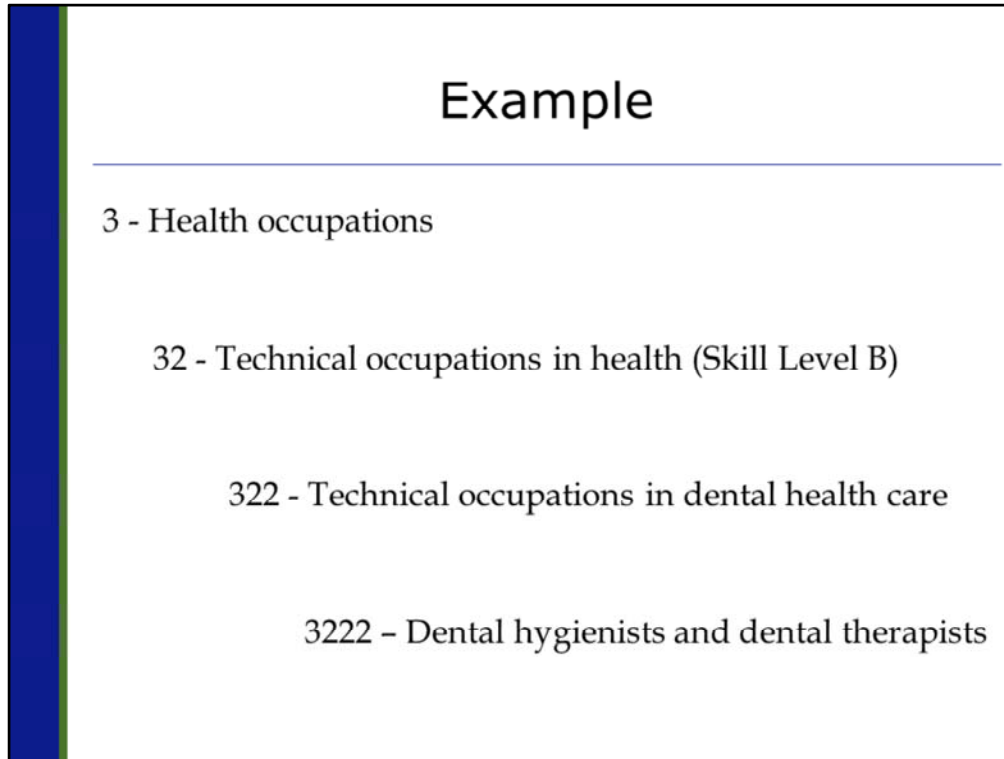 Example
3 - Health occupations
32 - Technical occupations in health (Skill Level B)
322 - Technical occupations in dental health care
3222 – Dental hygienists and dental therapists